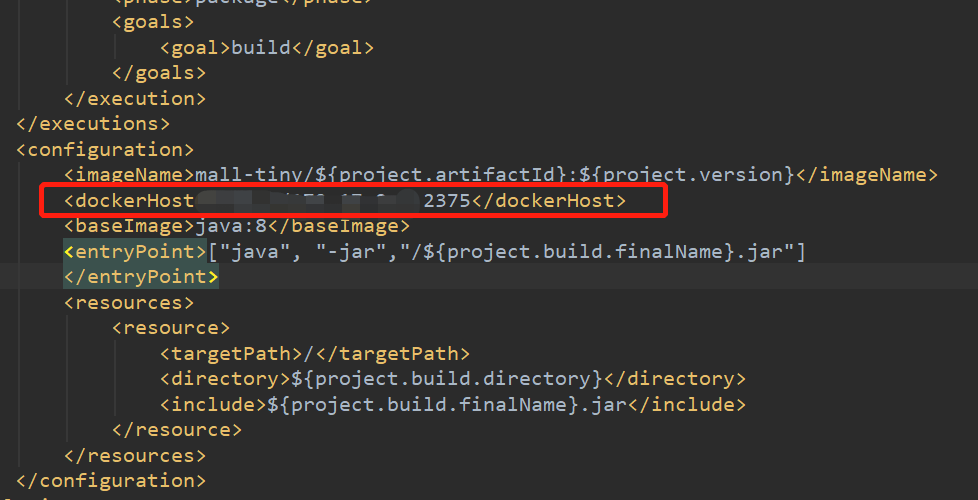 <phase>package</phase>
<goals>
<goal>build</goal>
</goals>
</execution>
</executions>
<configuration>
<imageName>mall-tiny/${project.artifactId}:${project.version}</imageName>
<dockerHost 2375</dockerHost>
<baseImage>java:8</baseImage>
<entryPoint>["java", "-jar","/${project.build.finalName}.jar"]
</entryPoint>
<resources>
<resource>
<targetPath>/</targetPath>
<directory>${project.build.directory}</directory>
<include>${project.build.finalName}.jar</include>
</resource>
</resources>
</configuration>